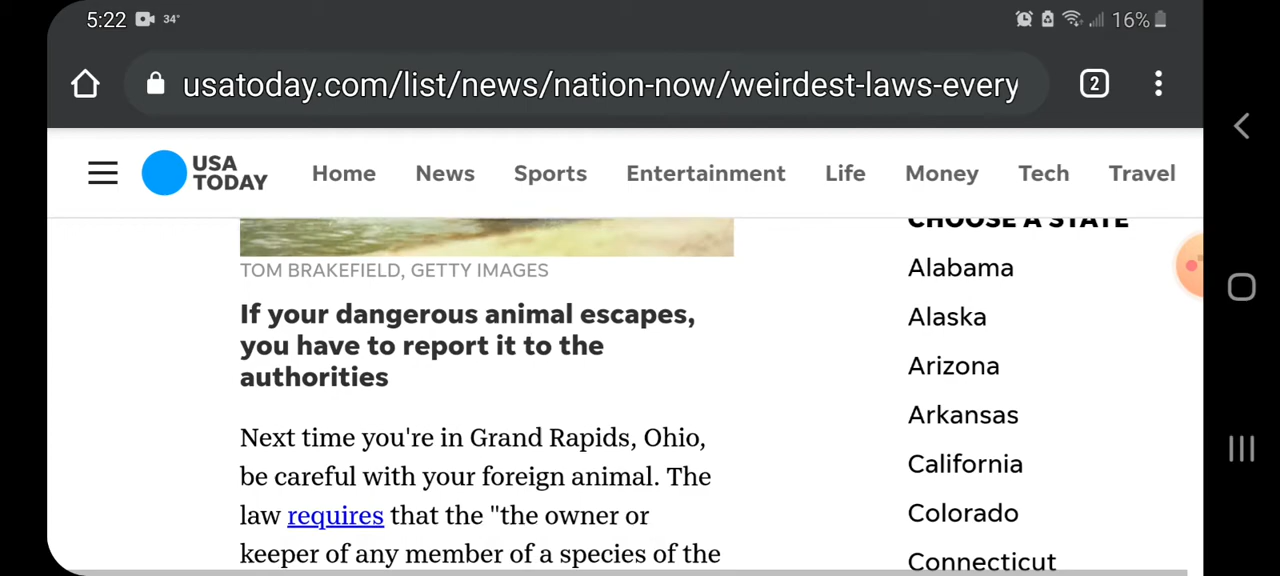 5:22 34°
16%
usatoday.com/list/news/nation-now/weirdest-laws-every
2
USA
TODAY
Home News Sports Entertainment Life Money Tech Travel
TOM BRAKEFIELD, GETTY IMAGES
If your dangerous animal escapes,
you have to report it to the
authorities
Next time you're in Grand Rapids, Ohio,
be careful with your foreign animal. The
law requires that the "the owner or
keeper of any member of a species of the
CHOOSE A STATE
Alabama
Alaska
Arizona
Arkansas
California
Colorado
Connecticut